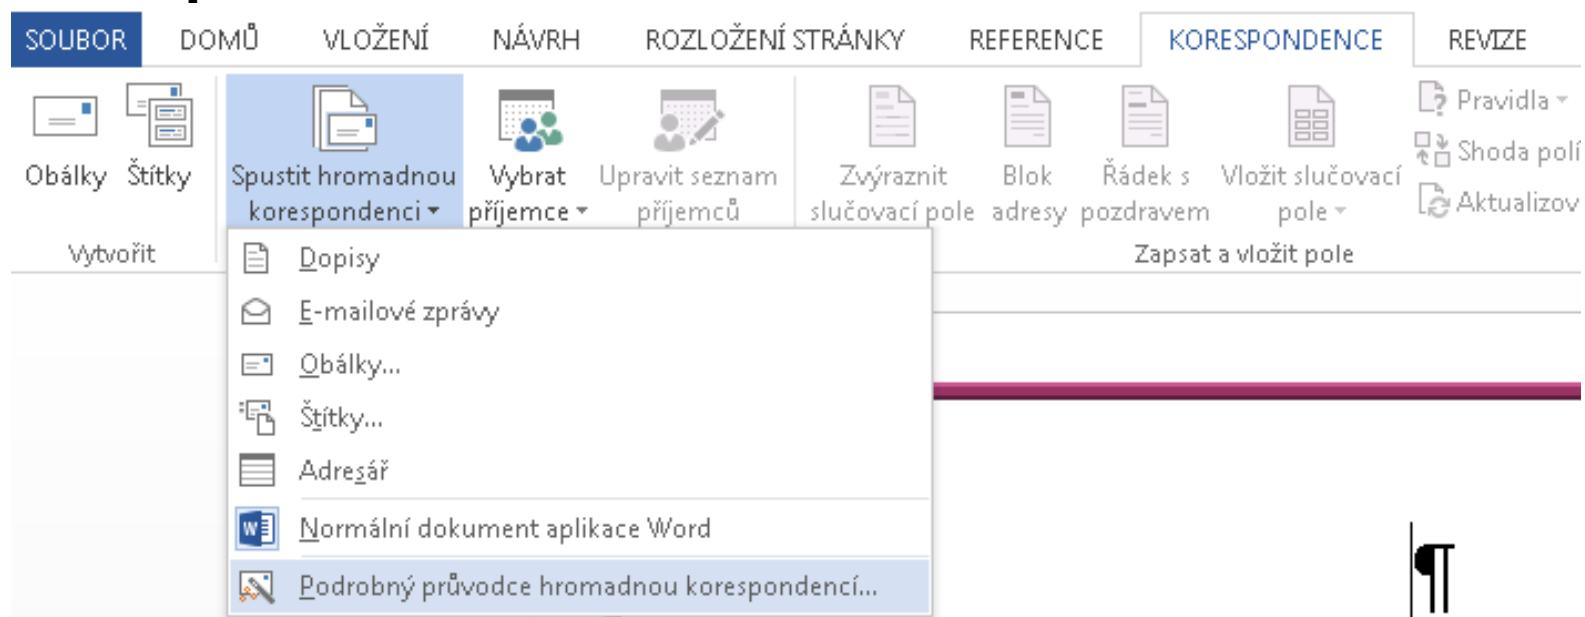 SOUBOR DOMŮ VLOŽENÍ NÁVRH ROZLOŽENÍ STRÁNKY REFERENCE KORESPONDENCE REVIZE
Obálky
Štítky
Spustit hromadnou
korespondenci
Vybrat
příjemce
Upravit seznam
příjemců
Zvýraznit
slučovací pole
Blok
adresy
Řádek s
pozdravem
Vložit slučovací
pole
Pravidla
Shoda polí
Aktualizov
Vytvořit
Zapsat a vložit pole
Dopisy
E-mailové zprávy
Obálky...
Štítky...
Adresář
Normální dokument aplikace Word
Podrobný průvodce hromadnou korespondencí...
¶